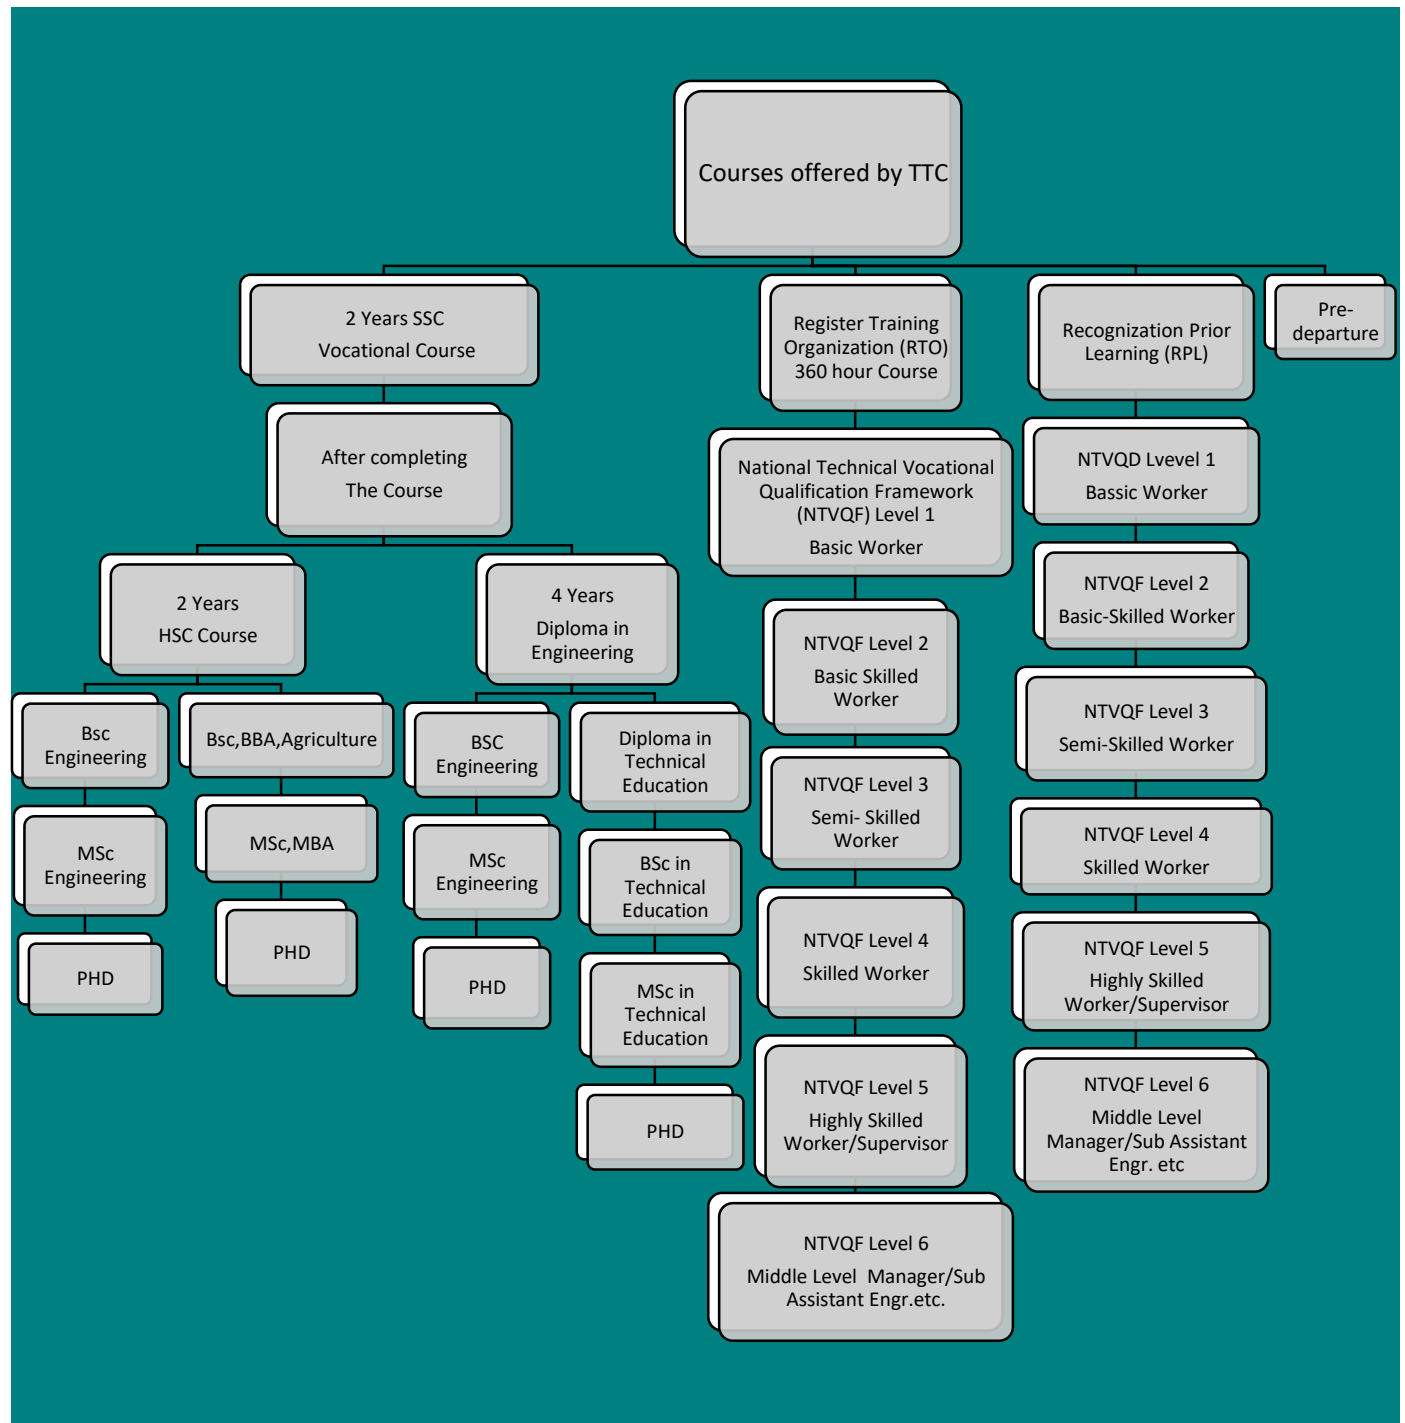 Courses offered by TTC
2 Years SSC
Vocational Course
After completing
The Course
2 Years
HSC Course
Bsc
Engineering
MSc
Engineering
PHD
Bsc,BBA,Agriculture
MSc,MBA
PHD
4 Years
Diploma in
Engineering
BSC
Engineering
MSc
Engineering
PHD
Diploma in
Technical
Education
BSc in
Technical
Education
MSc in
Technical
Education
PHD
Register Training
Organization (RTO)
360 hour Course
National Technical Vocational
Qualification Framework
(NTVQF) Level 1
Basic Worker
NTVQF Level 2
Basic Skilled
Worker
NTVQF Level 3
Semi- Skilled
Worker
NTVQF Level 4
Skilled Worker
NTVQF Level 5
Highly Skilled
Worker/Supervisor
NTVQF Level 6
Middle Level  Manager/Sub
Assistant Engr.etc.
Recognization Prior
Learning (RPL)
NTVQD Lvevel 1
Bassic Worker
NTVQF Level 2
Basic-Skilled Worker
NTVQF Level 3
Semi-Skilled Worker
NTVQF Level 4
Skilled Worker
NTVQF Level 5
Highly Skilled
Worker/Supervisor
NTVQF Level 6
Middle Level
Manager/Sub Assistant
Engr. etc
Pre-
departure